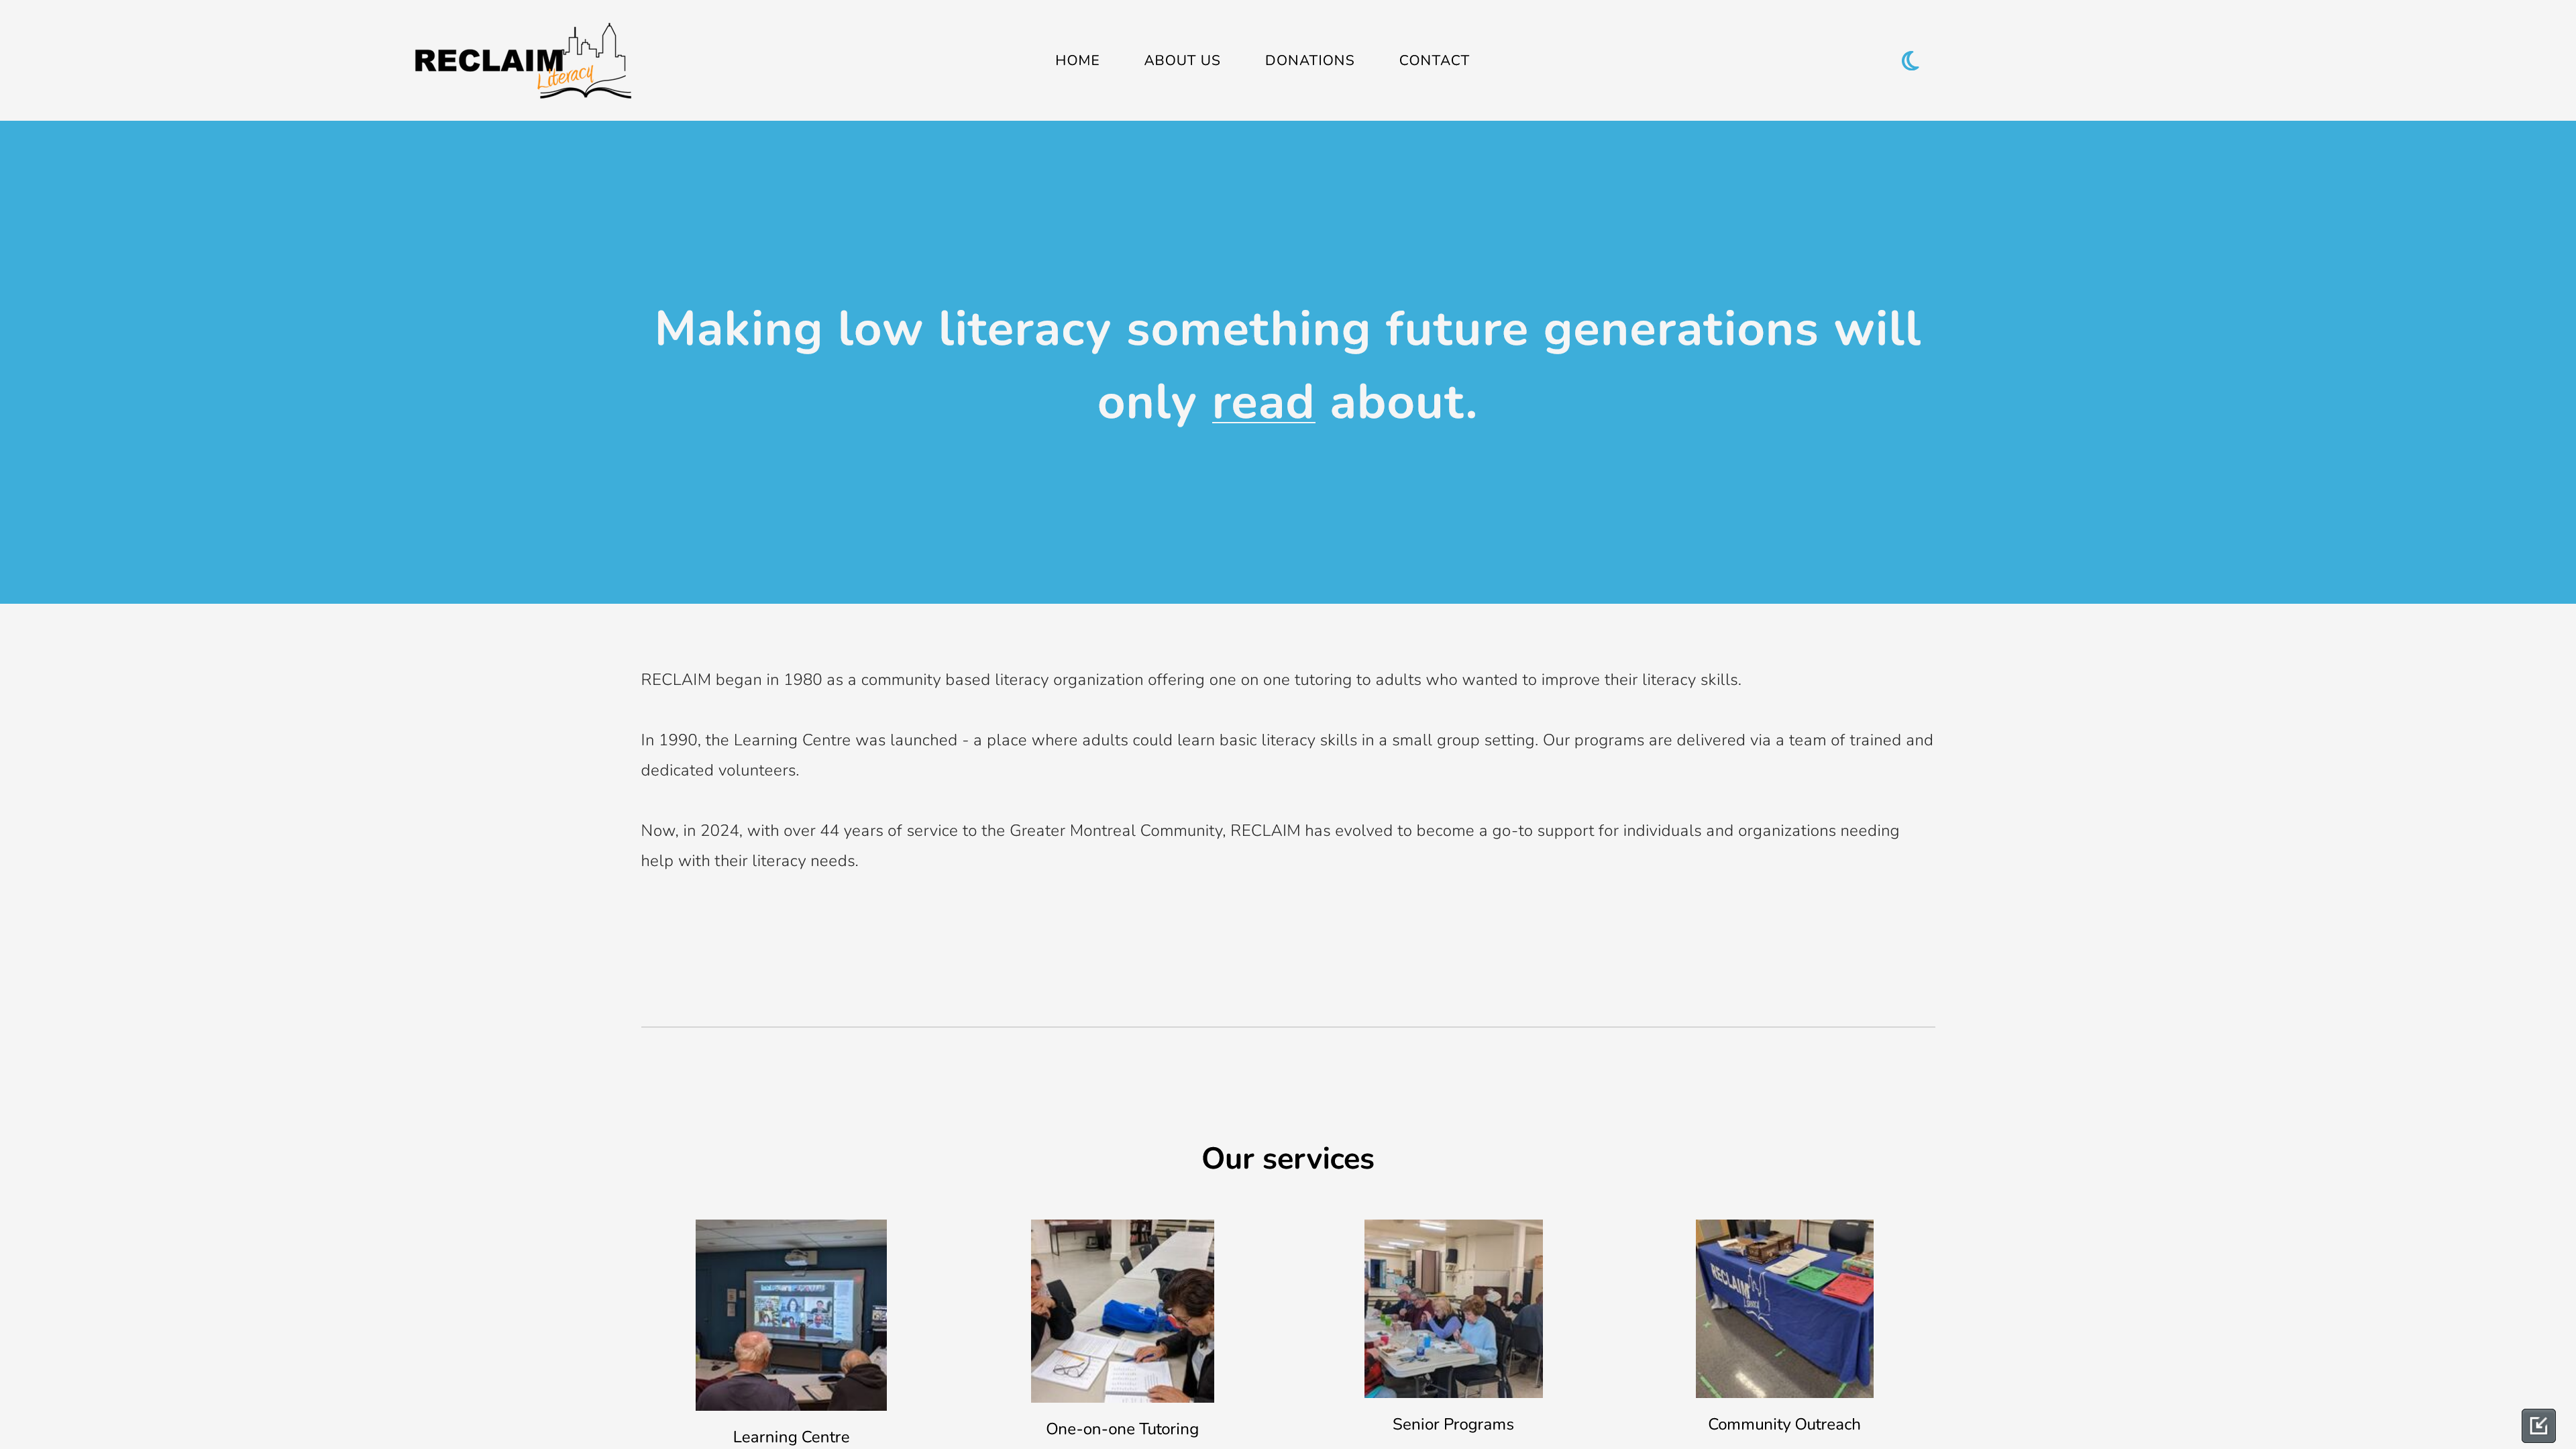 RECLAIM
Literacy
HOME
ABOUT US
DONATIONS
CONTACT
Making low literacy something future generations will
only read about.
RECLAIM began in 1980 as a community based literacy organization offering one on one tutoring to adults who wanted to improve their literacy skills.
In 1990, the Learning Centre was launched - a place where adults could learn basic literacy skills in a small group setting. Our programs are delivered via a team of trained and
dedicated volunteers.
Now, in 2024, with over 44 years of service to the Greater Montreal Community, RECLAIM has evolved to become a go-to support for individuals and organizations needing
help with their literacy needs.
Our services
RECLAIM
Learning Centre
One-on-one Tutoring
Senior Programs
Community Outreach